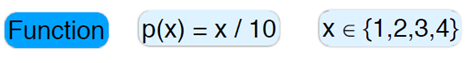 Function p(x) = x / 10 x ∈ {1,2,3,4}